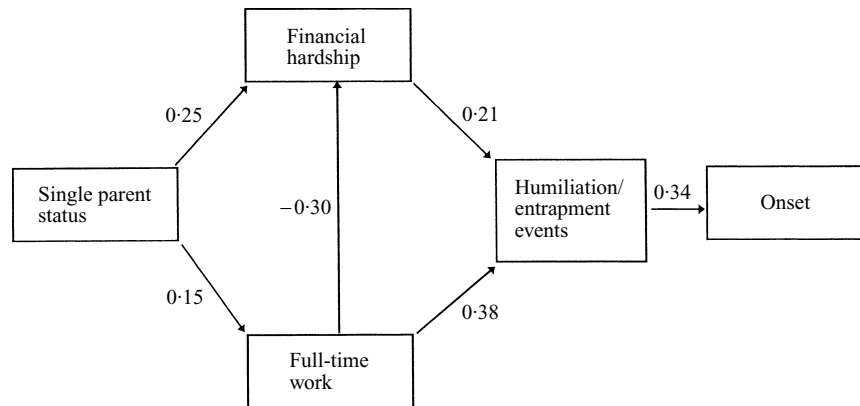 Financial
hardship
0·25
0·21
Single parent
status
−0·30
Humiliation/
entrapment
events
0·34
Onset
0·15
0·38
Full-time
work